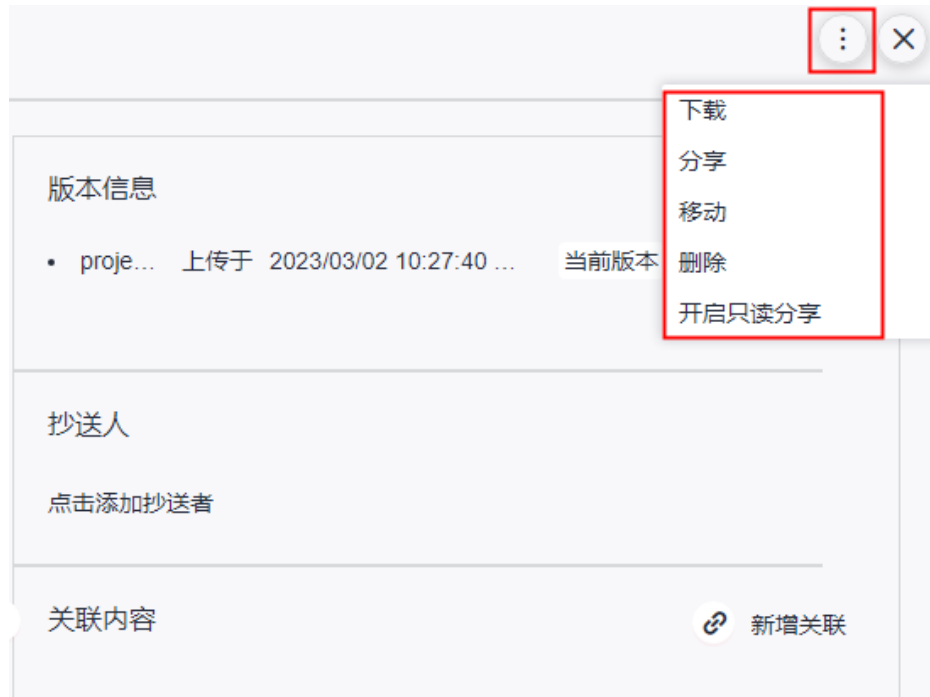 下载
分享
移动
删除
开启只读分享
版本信息
• proje... 上传于 2023/03/02 10:27:40 ... 当前版本
抄送人
点击添加抄送者
关联内容
新增关联